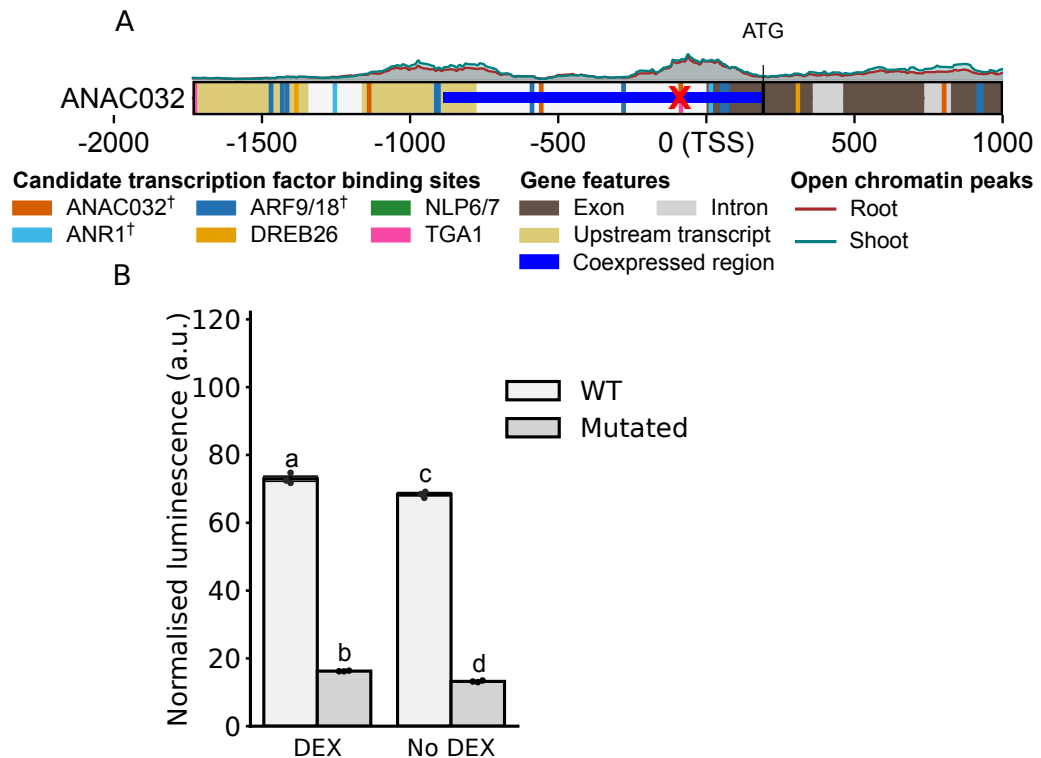 A
ATG
ANAC032
-2000 -1500 -1000 -500 0 (TSS) 500 1000
Candidate transcription factor binding sites Gene features Open chromatin peaks
ANAC032† ARF9/18† NLP6/7 Exon Intron Root
ANR1† DREB26 TGA1 Upstream transcript Shoot
Coexpressed region
B
Normalised luminescence (a.u.)
120
100
80
60
40
20
0
WT
Mutated
a c
b d
DEX No DEX